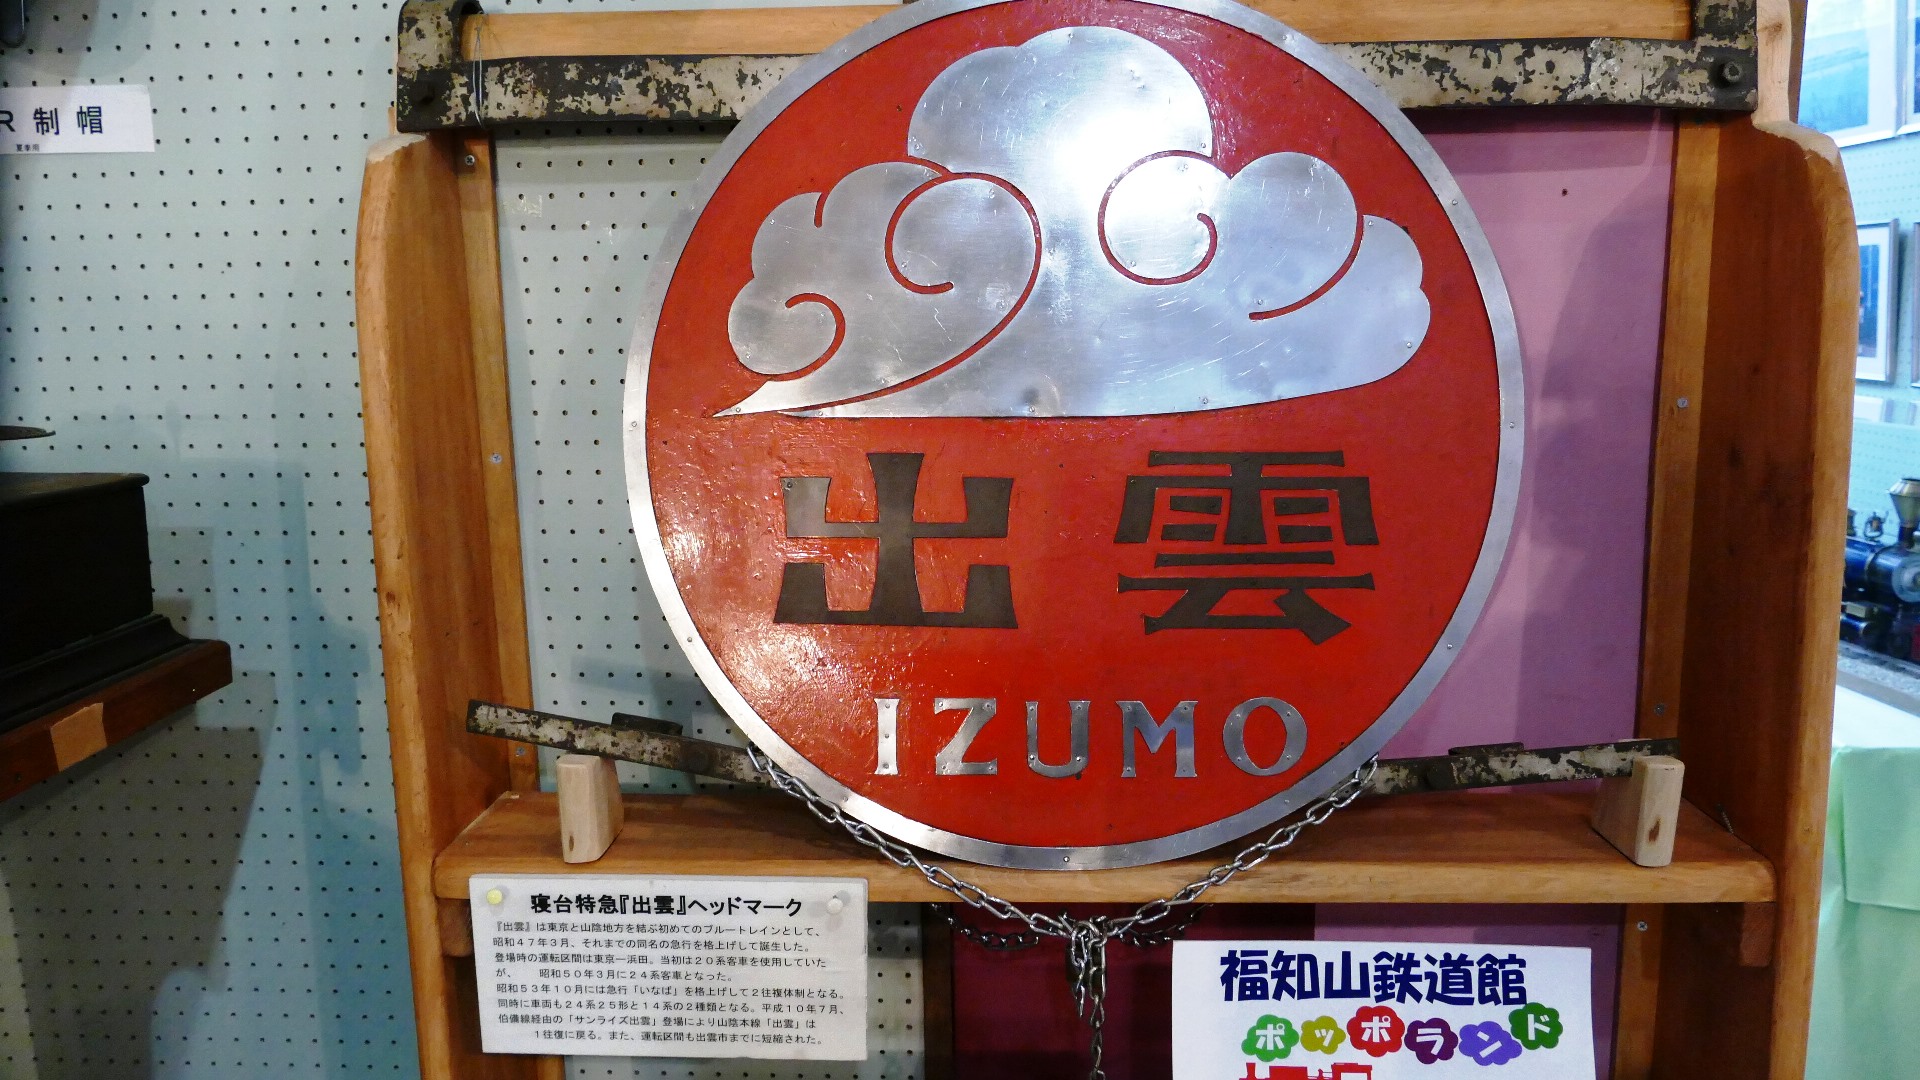 R 制帽
夏季用
出雲
IZUMO
寝台特急『出雲』ヘッドマーク
『出雲』は東京と山陰地方を結ぶ初めてのブルートレインとして、
昭和47年3月、それまでの同名の急行を格上げして誕生した。
登場時の運転区間は東京ー浜田。当初は20系客車を使用していた
が、 昭和50年3月に24系客車となった。
昭和53年10月には急行「いなば」を格上げして2往複体制となる。
同時に車両も24系25形と14系の2種類となる。平成10年7月、
伯備線経由の「サンライズ出雲」登場により山陰本線「出雲」は
1往復に戻る。また、運転区間も出雲市までに短縮された。
福知山鉄道館
ポッポランド